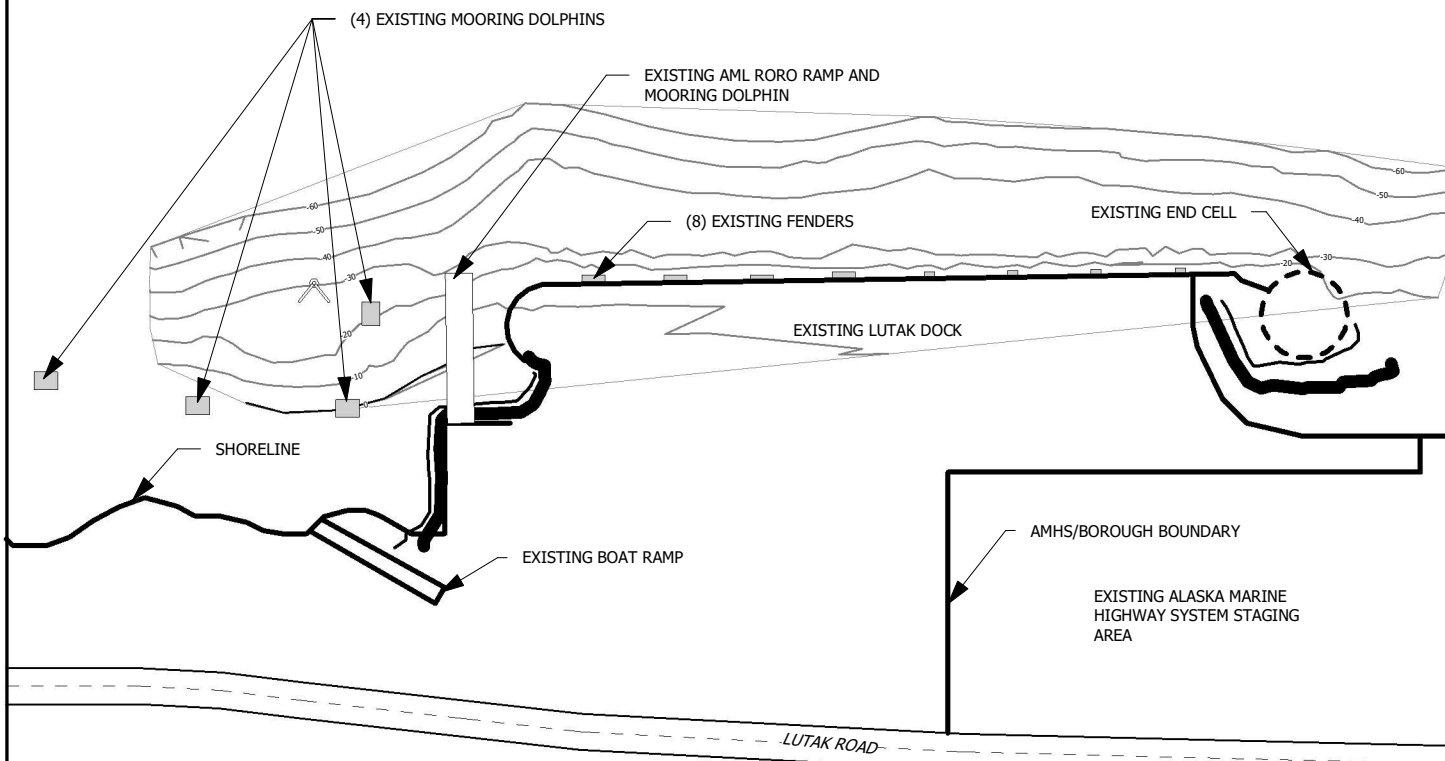 (4) EXISTING MOORING DOLPHINS
EXISTING AML RORO RAMP AND
MOORING DOLPHIN
(8) EXISTING FENDERS
EXISTING END CELL
-60
-50
-40
-30
-20
-10
0
-60
-50
-40
-30
-20
EXISTING LUTAK DOCK
SHORELINE
EXISTING BOAT RAMP
AMHS/BOROUGH BOUNDARY
EXISTING ALASKA MARINE
HIGHWAY SYSTEM STAGING
AREA
LUTAK ROAD